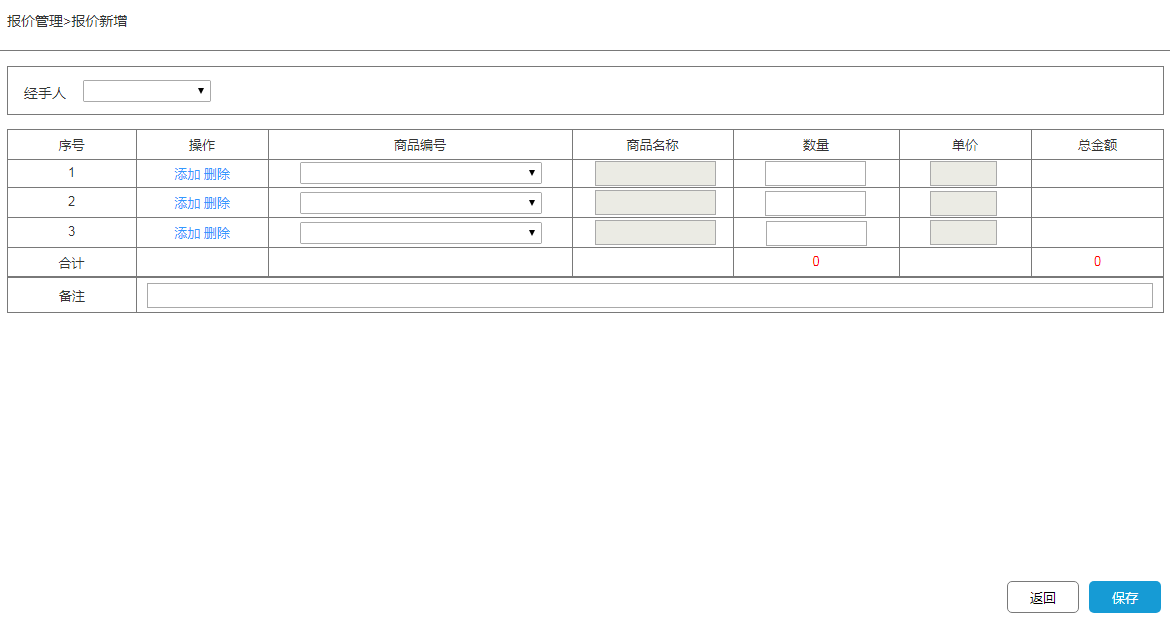 报价管理>报价新增
经手人
序号 操作 商品编号 商品名称 数量 单价 总金额
1 添加 删除
2 添加 删除
3 添加 删除
合计 0 0
备注
返回 保存